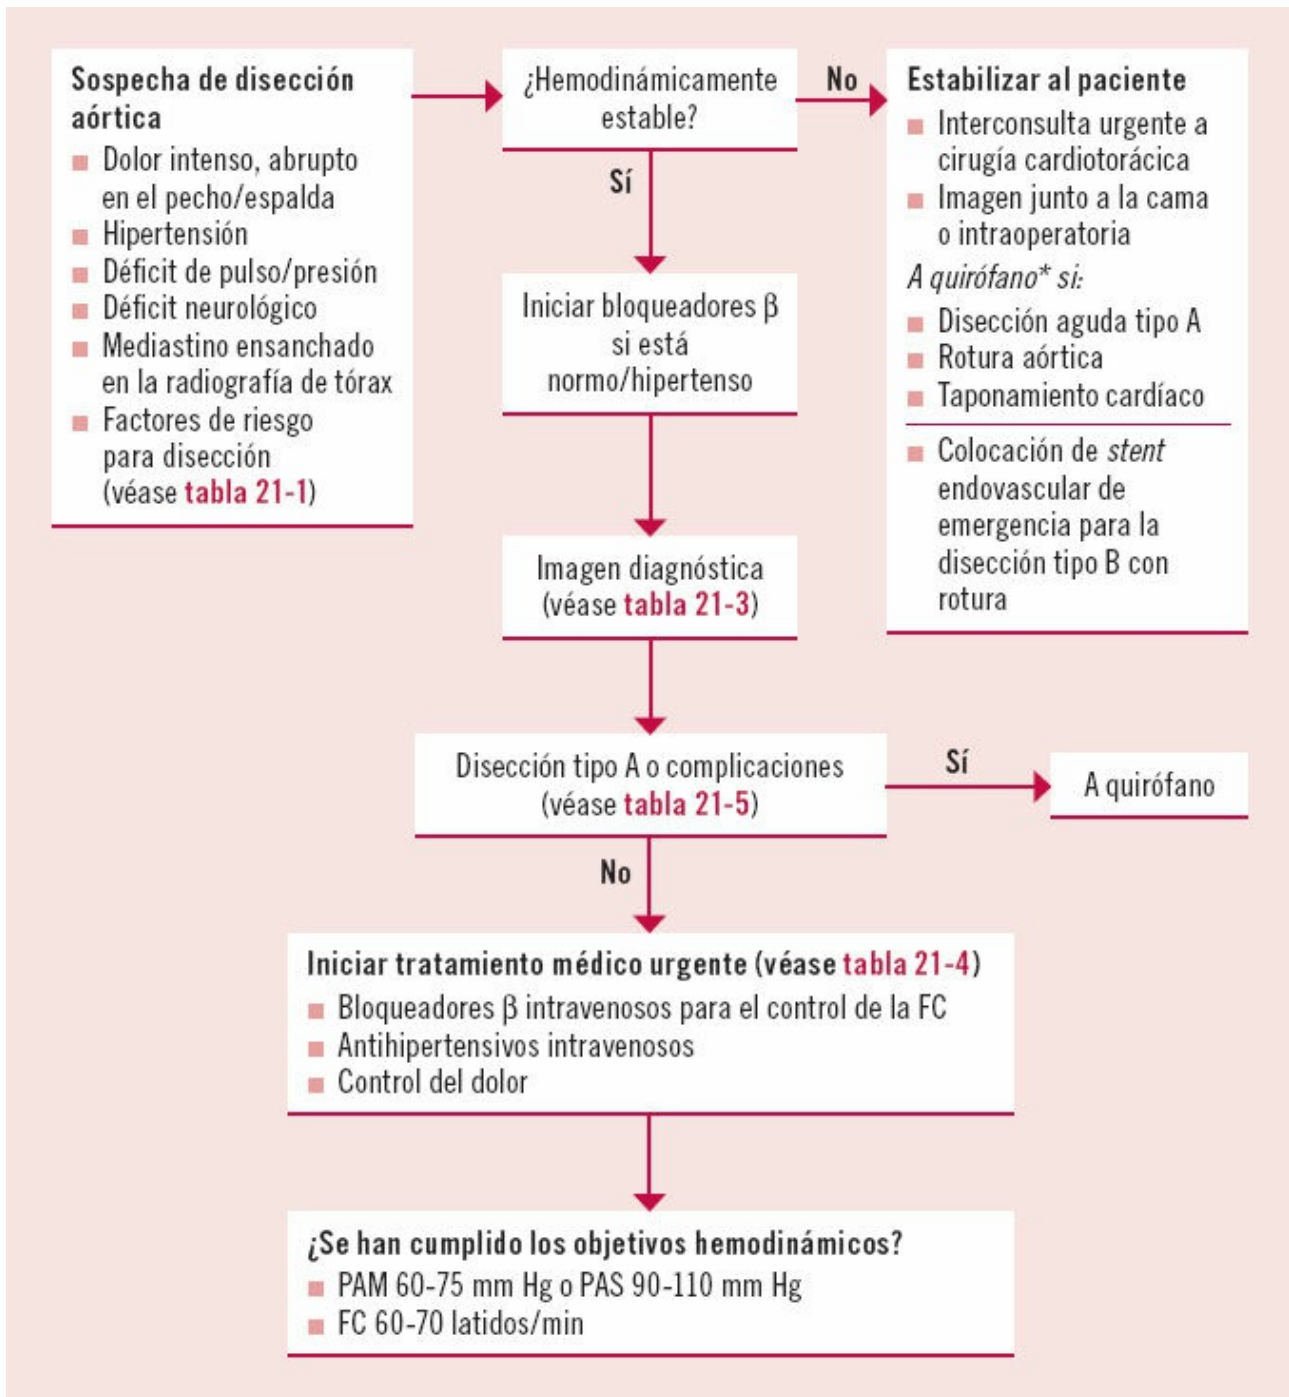 Sospecha de disección
aórtica
Dolor intenso, abrupto
en el pecho/espalda
Hipertensión
Déficit de pulso/presión
Déficit neurológico
Mediastino ensanchado
en la radiografía de tórax
Factores de riesgo
para disección
(véase tabla 21-1)
¿Hemodinámicamente
estable?
No
Estabilizar al paciente
Interconsulta urgente a
cirugía cardiotorácica
Imagen junto a la cama
o intraoperatoria
A quirófano* si:
Disección aguda tipo A
Rotura aórtica
Taponamiento cardíaco
Colocación de stent
endovascular de
emergencia para la
disección tipo B con
rotura
Sí
Iniciar bloqueadores β
si está
normo/hipertenso
Imagen diagnóstica
(véase tabla 21-3)
Disección tipo A o complicaciones
(véase tabla 21-5)
Sí
A quirófano
No
Iniciar tratamiento médico urgente (véase tabla 21-4)
Bloqueadores β intravenosos para el control de la FC
Antihipertensivos intravenosos
Control del dolor
¿Se han cumplido los objetivos hemodinámicos?
PAM 60-75 mm Hg o PAS 90-110 mm Hg
FC 60-70 latidos/min